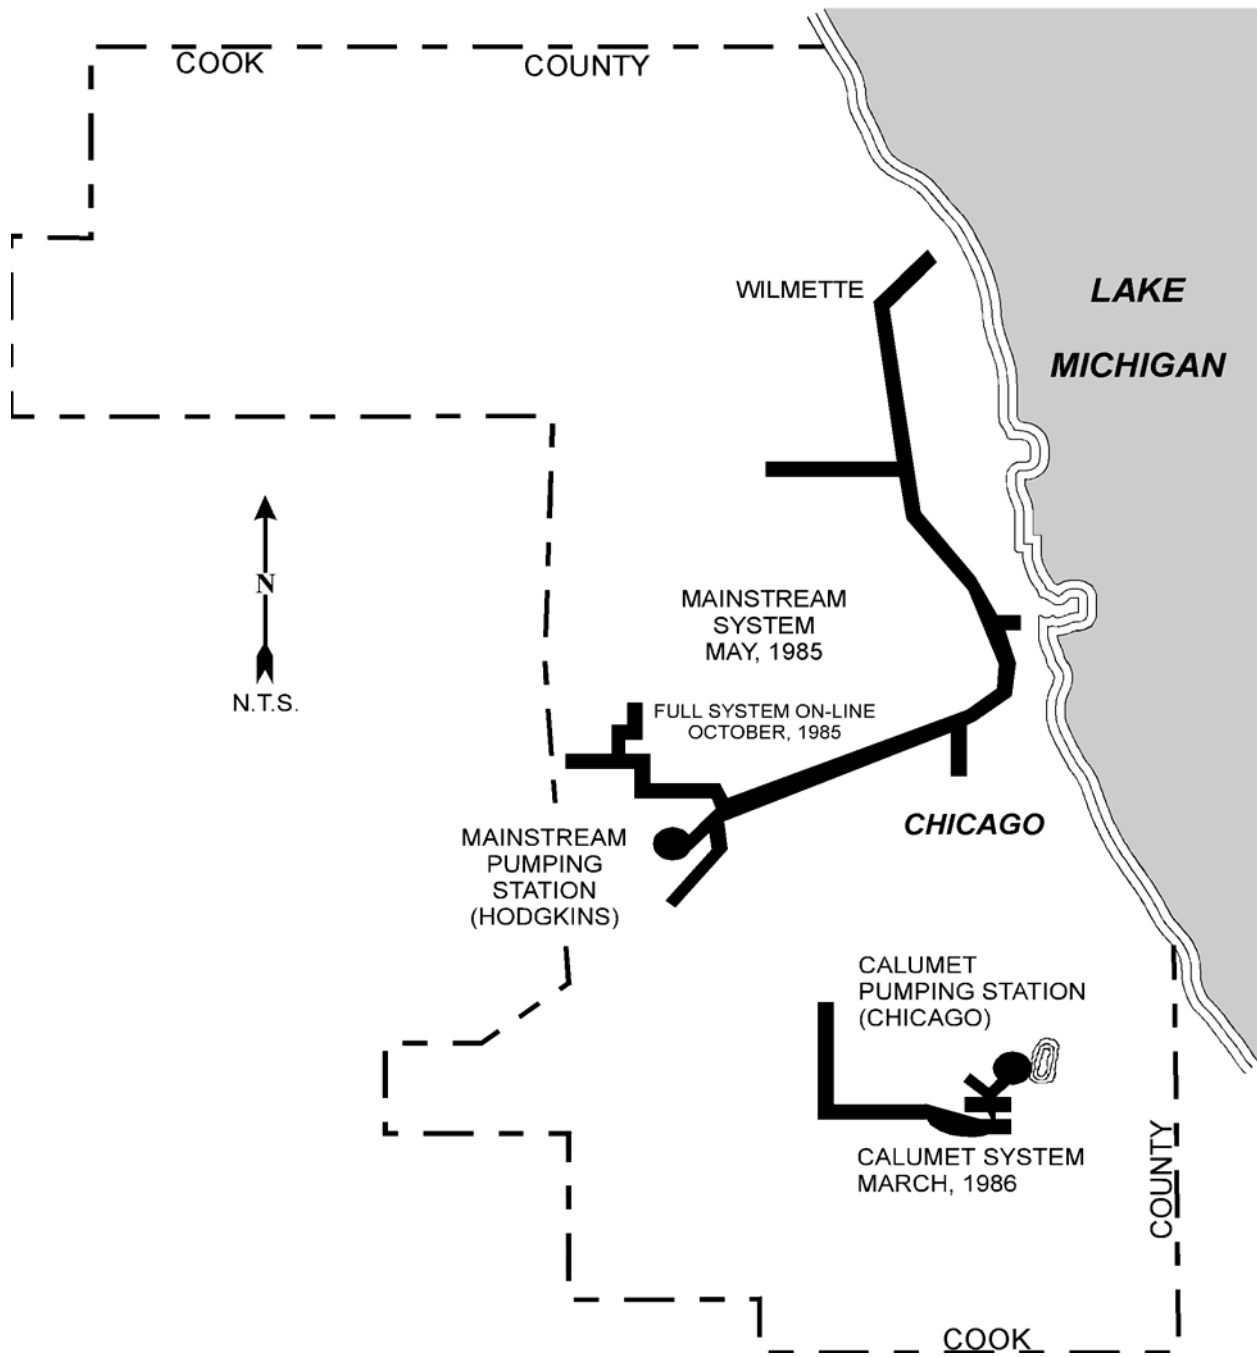 COOK COUNTY
WILMETTE
LAKE
MICHIGAN
N
N.T.S.
MAINSTREAM
SYSTEM
MAY, 1985
FULL SYSTEM ON-LINE
OCTOBER, 1985
CHICAGO
MAINSTREAM
PUMPING
STATION
(HODGKINS)
CALUMET
PUMPING STATION
(CHICAGO)
CALUMET SYSTEM
MARCH, 1986
COUNTY
COOK